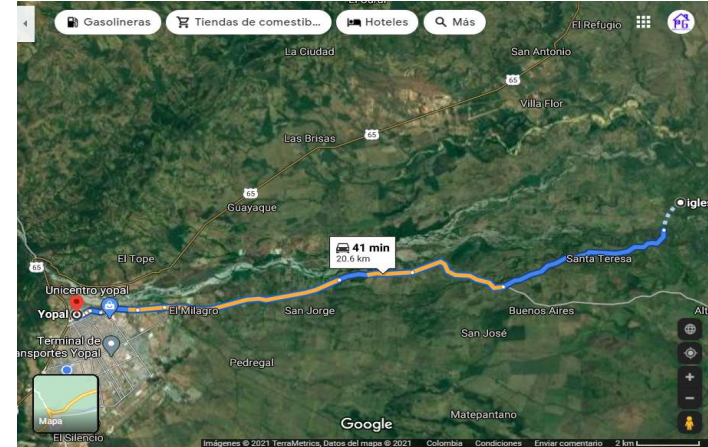 Gasolineras
Tiendas de comestib...
Hoteles
Más
El Refugio
PG
La Ciudad
San Antonio
65
Villa Flor
Las Brisas
65
65
Guayaque
igles
41 min
20.6 km
El Tope
65
Santa Teresa
Unicentro yopal
Yopal
El Milagro
San Jorge
Buenos Aires
Alt
San José
Terminal de
ansportes Yopal
Pedregal
Mapa
Matepantano
Google
El Silencio
Imágenes © 2021 TerraMetrics, Datos del mapa © 2021 Colombia Condiciones Enviar comentario 2 km